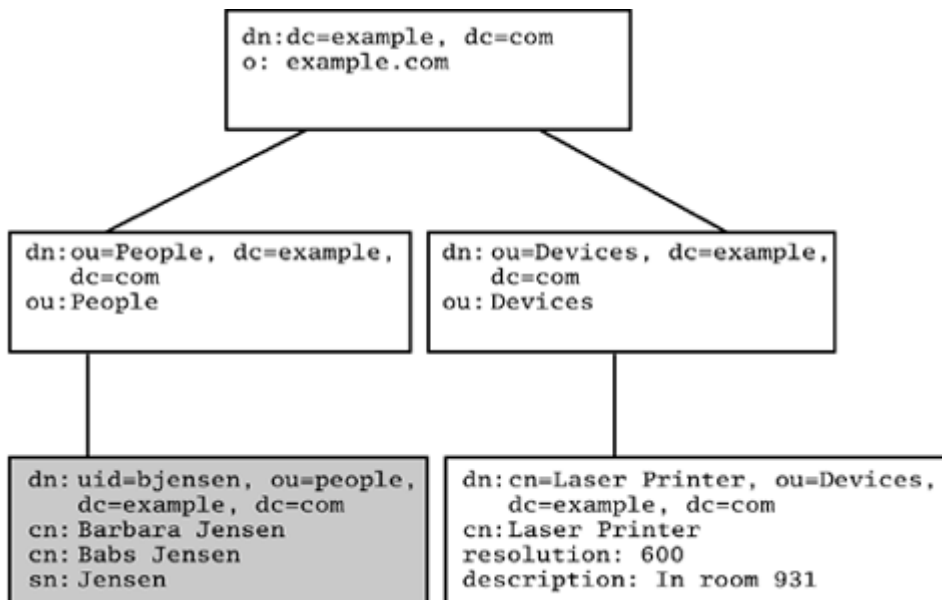 dn:dc=example, dc=com
o: example.com
dn:ou=People, dc=example,
dc=com
ou:People
dn:ou=Devices, dc=example,
dc=com
ou:Devices
dn:uid=bjensen, ou=people,
dc=example, dc=com
cn:Barbara Jensen
cn:Babs Jensen
sn:Jensen
dn:cn=Laser Printer, ou=Devices,
dc=example, dc=com
cn:Laser Printer
resolution: 600
description: In room 931